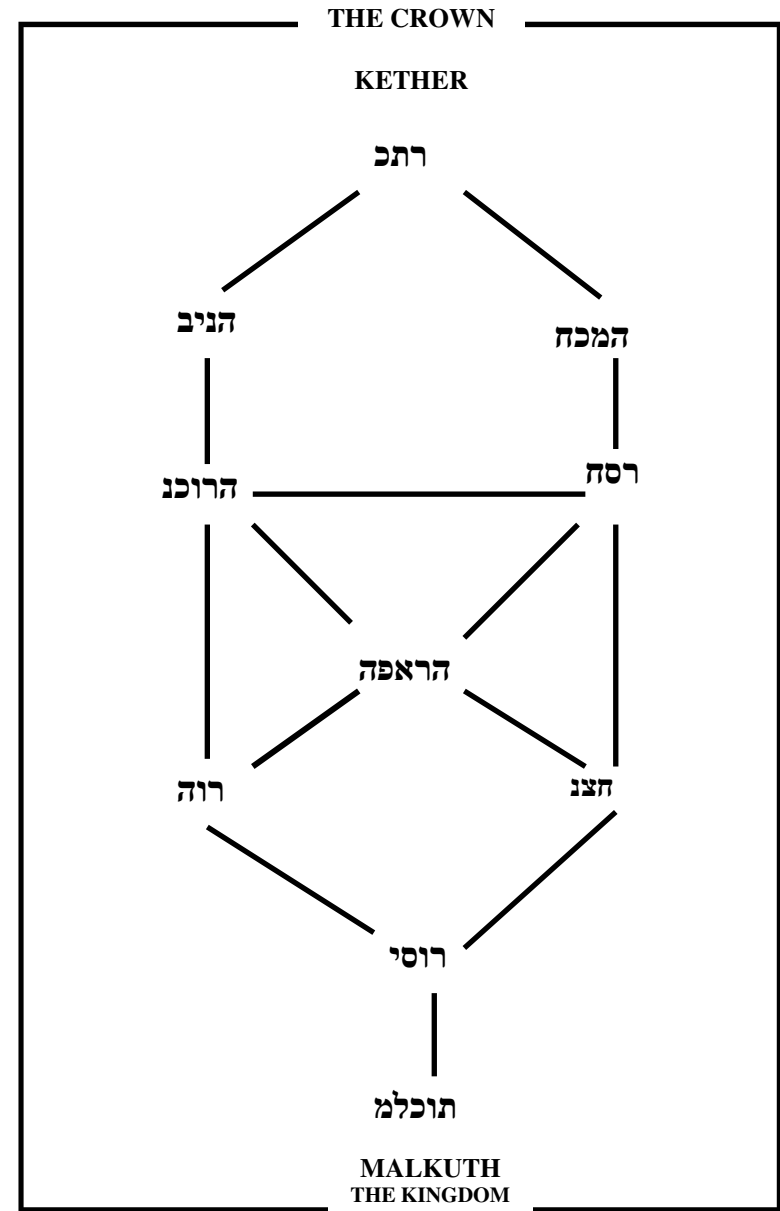 THE CROWN
KETHER
רתכ
הניב
המכח
רסח
הרוכנ
הראפה
רוה
חצנ
רוסי
תוכלמ
MALKUTH
THE KINGDOM